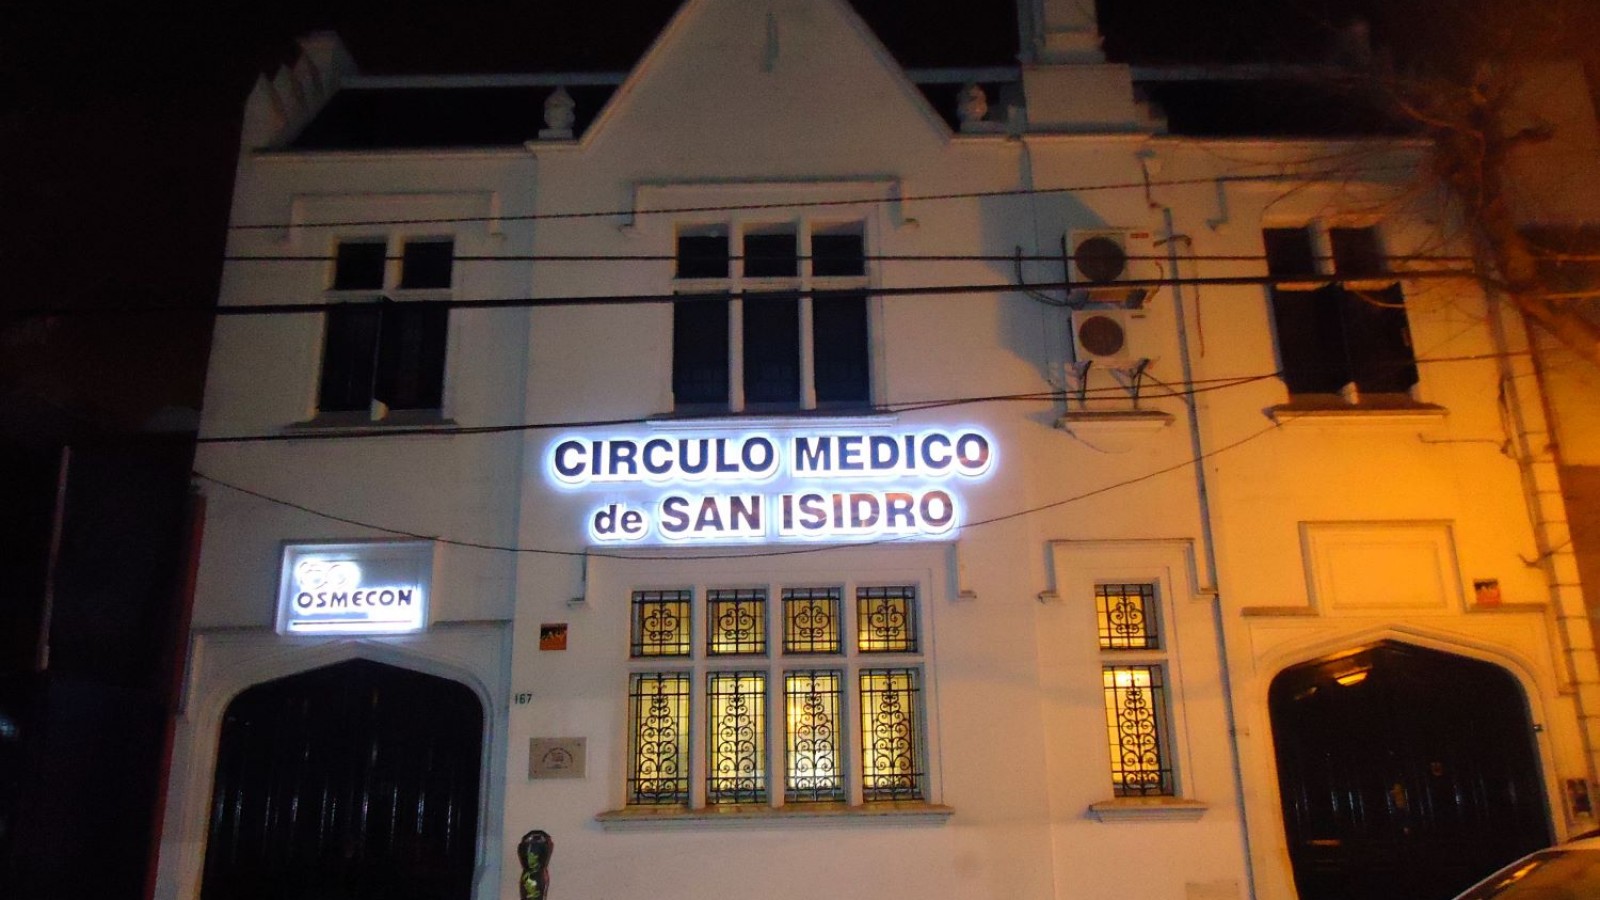 CIRCULO MEDICO
de SAN ISIDRO
OSMECON
167